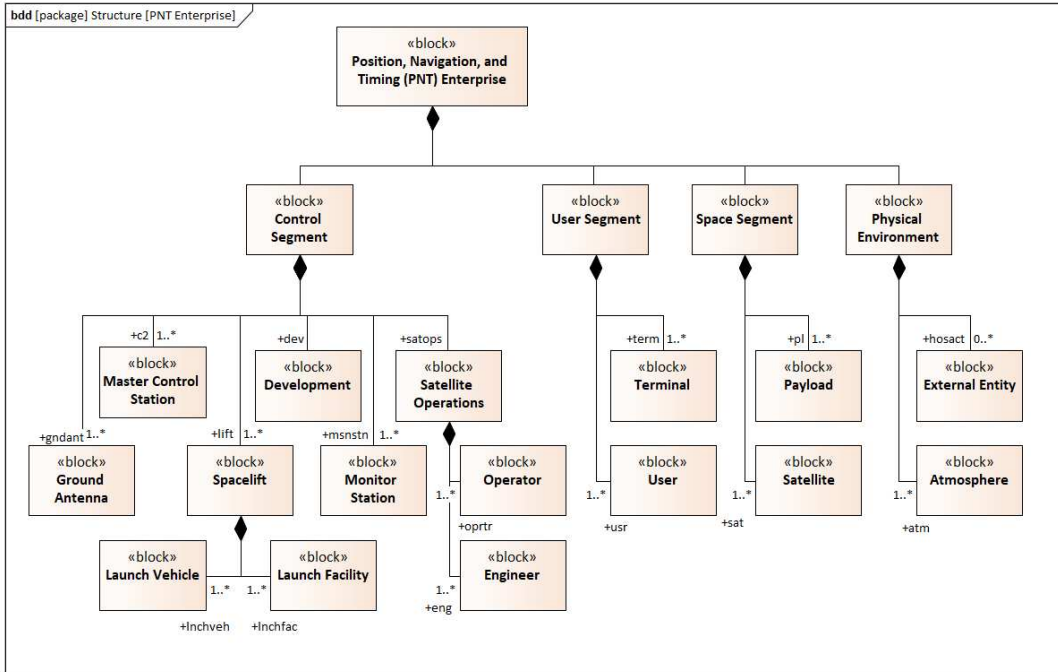 bdd [package] Structure [PNT Enterprise]
«block»
Position, Navigation, and
Timing (PNT) Enterprise
«block»
Control
Segment
«block»
User Segment
«block»
Space Segment
«block»
Physical
Environment
+c2 1..*
+dev
+satops
+term 1..*
+pl 1..*
+hosact 0..*
«block»
Master Control
Station
«block»
Development
«block»
Satellite
Operations
«block»
Terminal
«block»
Payload
«block»
External Entity
+gndant 1..*
+lift 1..*
+msnstn 1..*
«block»
Ground
Antenna
«block»
Spacelift
«block»
Monitor
Station
«block»
Operator
1..*
+oprtr
«block»
User
1..*
+usr
«block»
Satellite
1..*
+sat
«block»
Atmosphere
1..*
+atm
«block»
Launch Vehicle
1..*
+lnchveh
«block»
Launch Facility
1..*
+lnchfac
«block»
Engineer
1..*
+eng